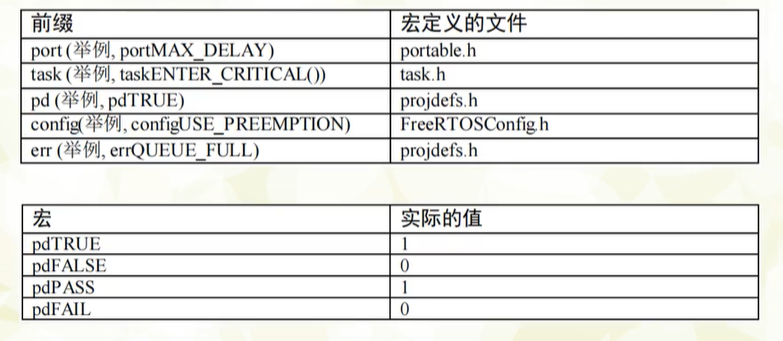 前缀 宏定义的文件
port (举例, portMAX_DELAY) portable.h
task (举例, taskENTER_CRITICAL()) task.h
pd (举例, pdTRUE) projdefs.h
config(举例, configUSE_PREEMPTION) FreeRTOSConfig.h
err (举例, errQUEUE_FULL) projdefs.h
宏 实际的值
pdTRUE 1
pdFALSE 0
pdPASS 1
pdFAIL 0